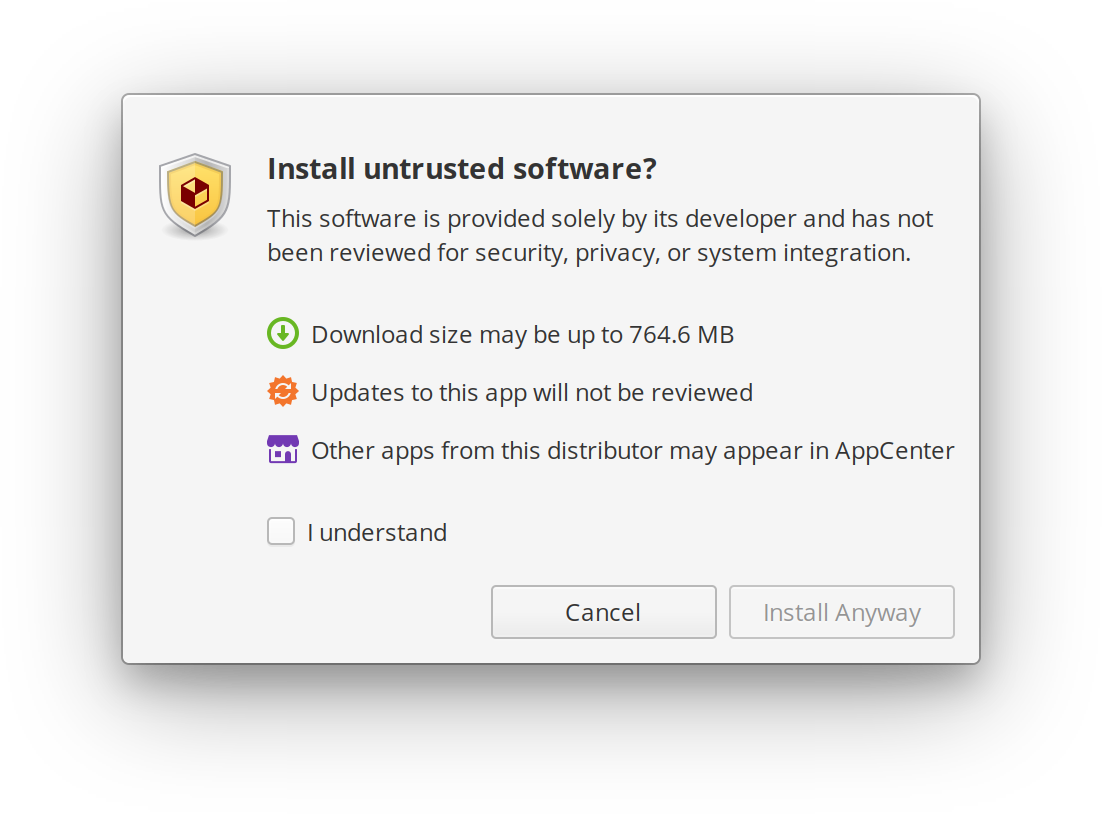 Install untrusted software?
This software is provided solely by its developer and has not
been reviewed for security, privacy, or system integration.
Download size may be up to 764.6 MB
Updates to this app will not be reviewed
Other apps from this distributor may appear in AppCenter
I understand
Cancel
Install Anyway